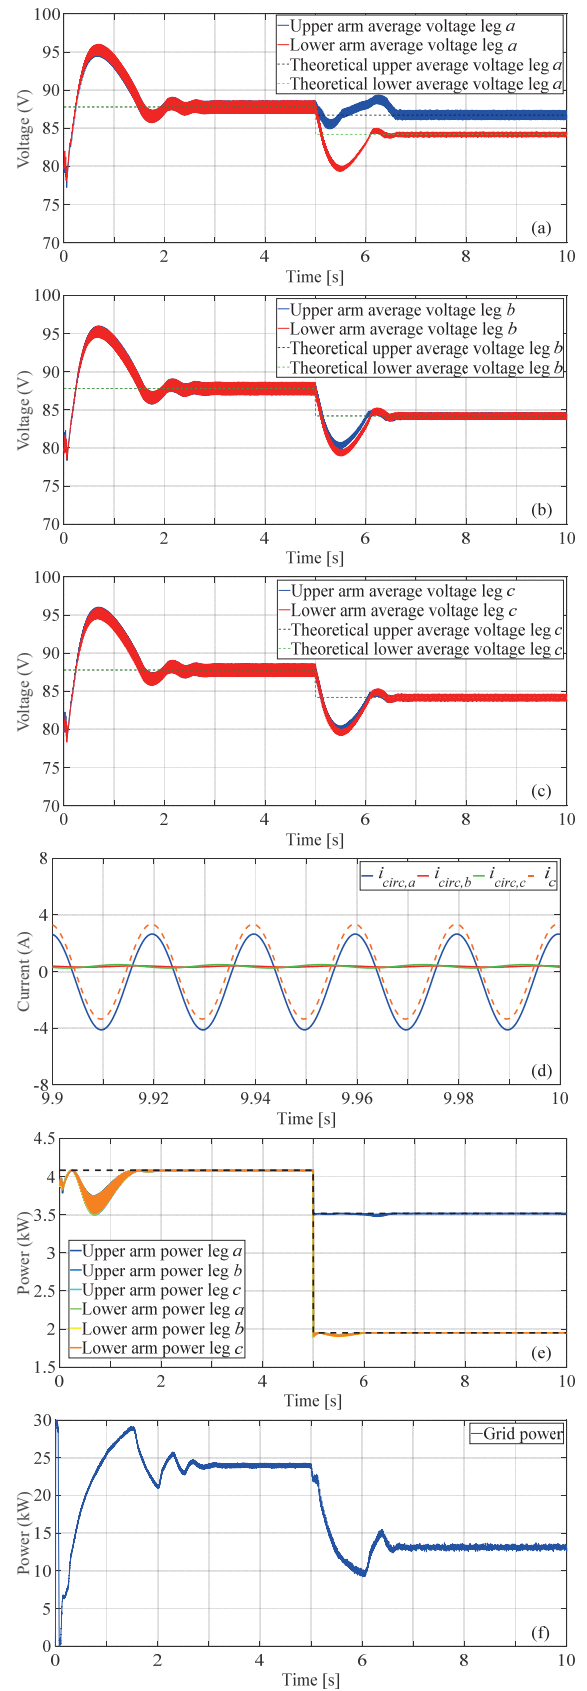 100
95
90
85
80
75
70
Voltage (V)
Upper arm average voltage leg a
Lower arm average voltage leg a
Theoretical upper average voltage leg a
Theoretical lower average voltage leg a
(a)
0 2 4 6 8 10
Time [s]
100
95
90
85
80
75
70
Voltage (V)
Upper arm average voltage leg b
Lower arm average voltage leg b
Theoretical upper average voltage leg b
Theoretical lower average voltage leg b
(b)
0 2 4 6 8 10
Time [s]
100
95
90
85
80
75
70
Voltage (V)
Upper arm average voltage leg c
Lower arm average voltage leg c
Theoretical upper average voltage leg c
Theoretical lower average voltage leg c
(c)
0 2 4 6 8 10
Time [s]
8
4
0
-4
-8
Current (A)
i circ,a i circ,b i circ,c i c
(d)
9.9 9.92 9.94 9.96 9.98 10
Time [s]
4.5
4
3.5
3
2.5
2
1.5
Power (kW)
Upper arm power leg a
Upper arm power leg b
Upper arm power leg c
Lower arm power leg a
Lower arm power leg b
Lower arm power leg c
(e)
0 2 4 6 8 10
Time [s]
30
25
20
15
10
5
0
Power (kW)
Grid power
(f)
0 2 4 6 8 10
Time [s]